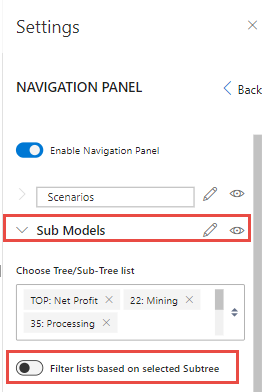 Settings
NAVIGATION PANEL
Back
Enable Navigation Panel
Scenarios
Sub Models
Choose Tree/Sub-Tree list
TOP: Net Profit
22: Mining
35: Processing
Filter lists based on selected Subtree